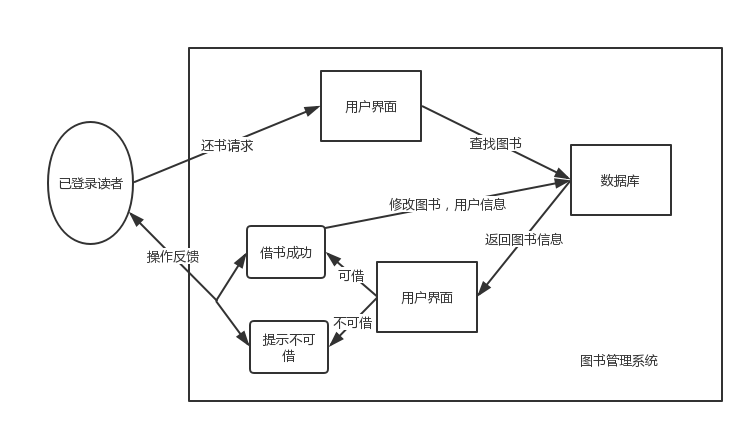 用户界面
还书请求
查找图书
已登录读者
数据库
修改图书，用户信息
返回图书信息
操作反馈
借书成功
可借
用户界面
不可借
提示不可
借
图书管理系统